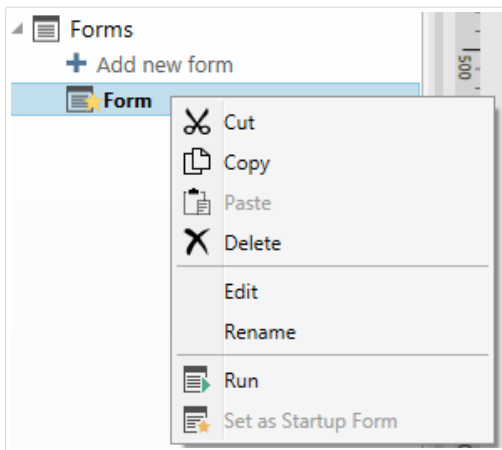 Forms
Add new form
Form
500
Cut
Copy
Paste
Delete
Edit
Rename
Run
Set as Startup Form